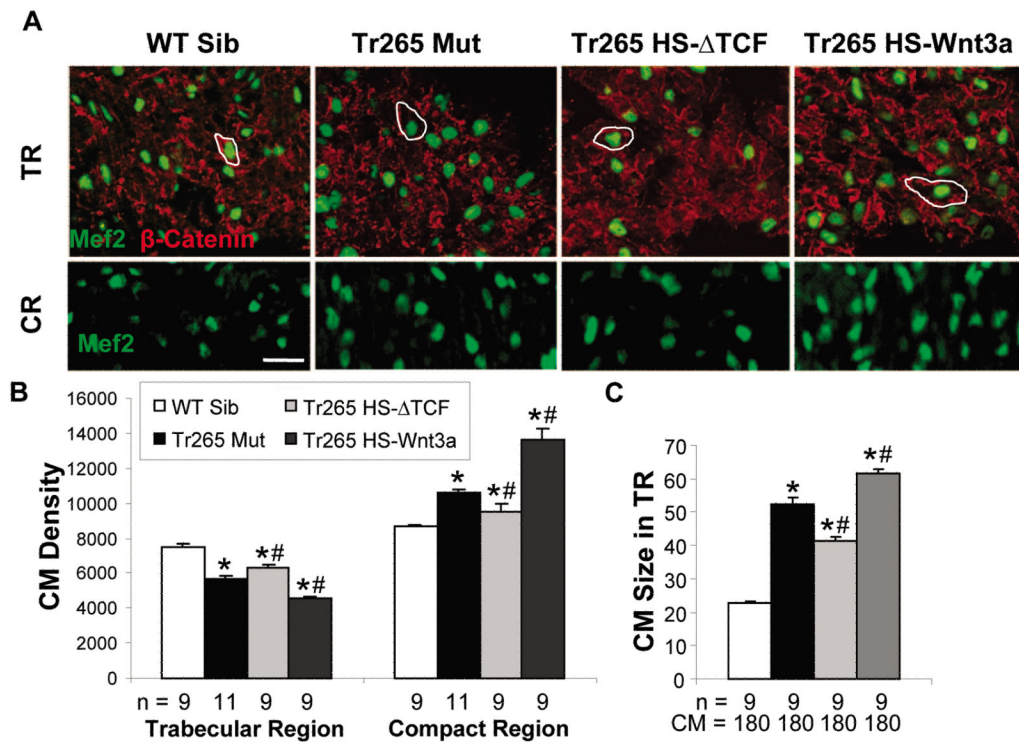 A
WT Sib
Tr265 Mut
Tr265 HS-ΔTCF
Tr265 HS-Wnt3a
TR
Mef2 β-Catenin
CR
Mef2
B
WT Sib
Tr265 HS-ΔTCF
Tr265 Mut
Tr265 HS-Wnt3a
CM Density
16000
14000
12000
10000
8000
6000
4000
2000
0
*
*#
*#
*
*#
*#
n = 9 11 9 9 9 11 9 9
Trabecular Region Compact Region
C
CM Size in TR
70
60
50
40
30
20
10
0
*
*#
*#
n = 9 9 9 9
CM = 180 180 180 180